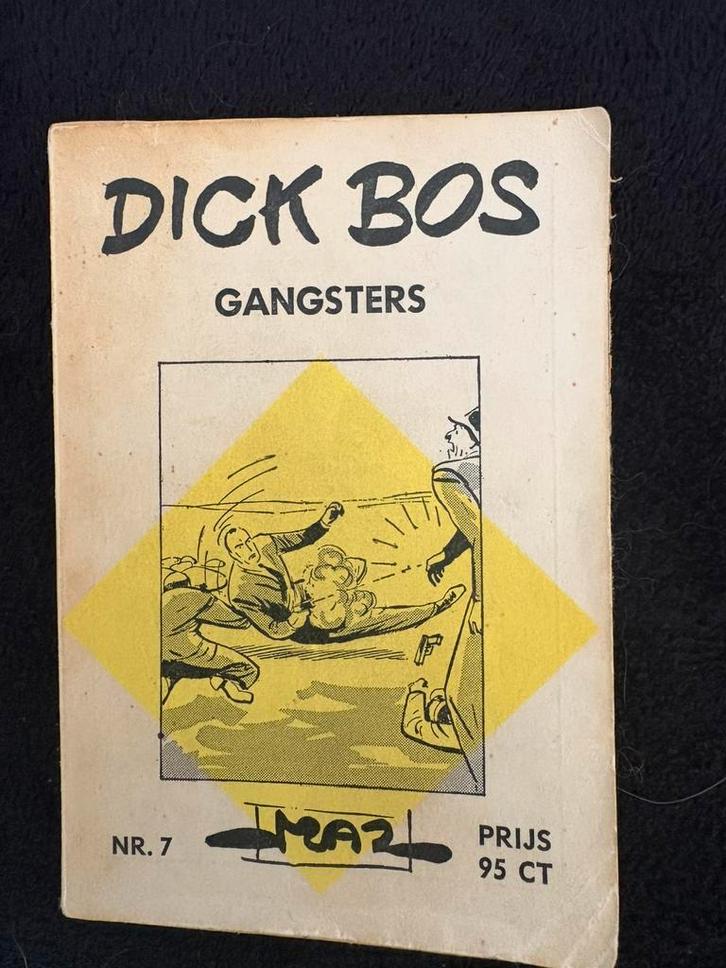 DICK BOS
GANGSTERS
NR. 7
MAZ
PRIJS
95 CT